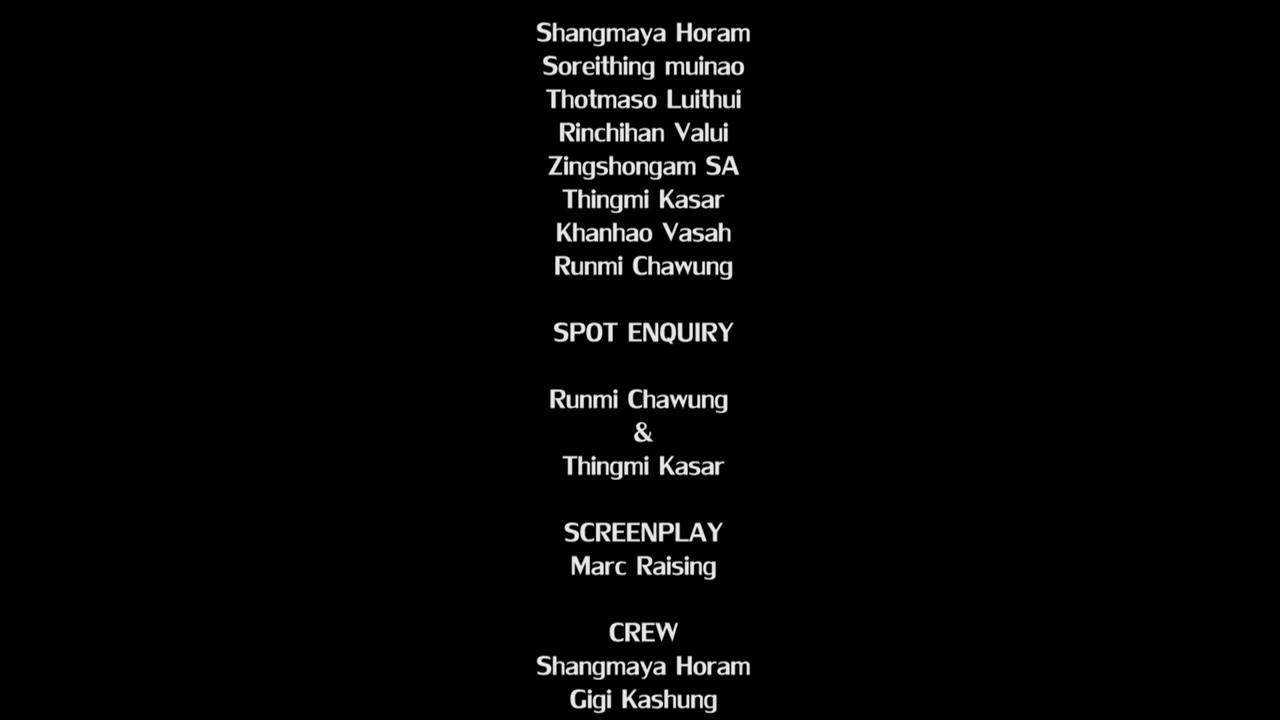 Shangmaya Horam
Soreithing muinao
Thotmaso Luithui
Rinchihan Valui
Zingshongam SA
Thingmi Kasar
Khanhao Vasah
Runmi Chawung
SPOT ENQUIRY
Runmi Chawung
&
Thingmi Kasar
SCREENPLAY
Marc Raising
CREW
Shangmaya Horam
Gigi Kashung